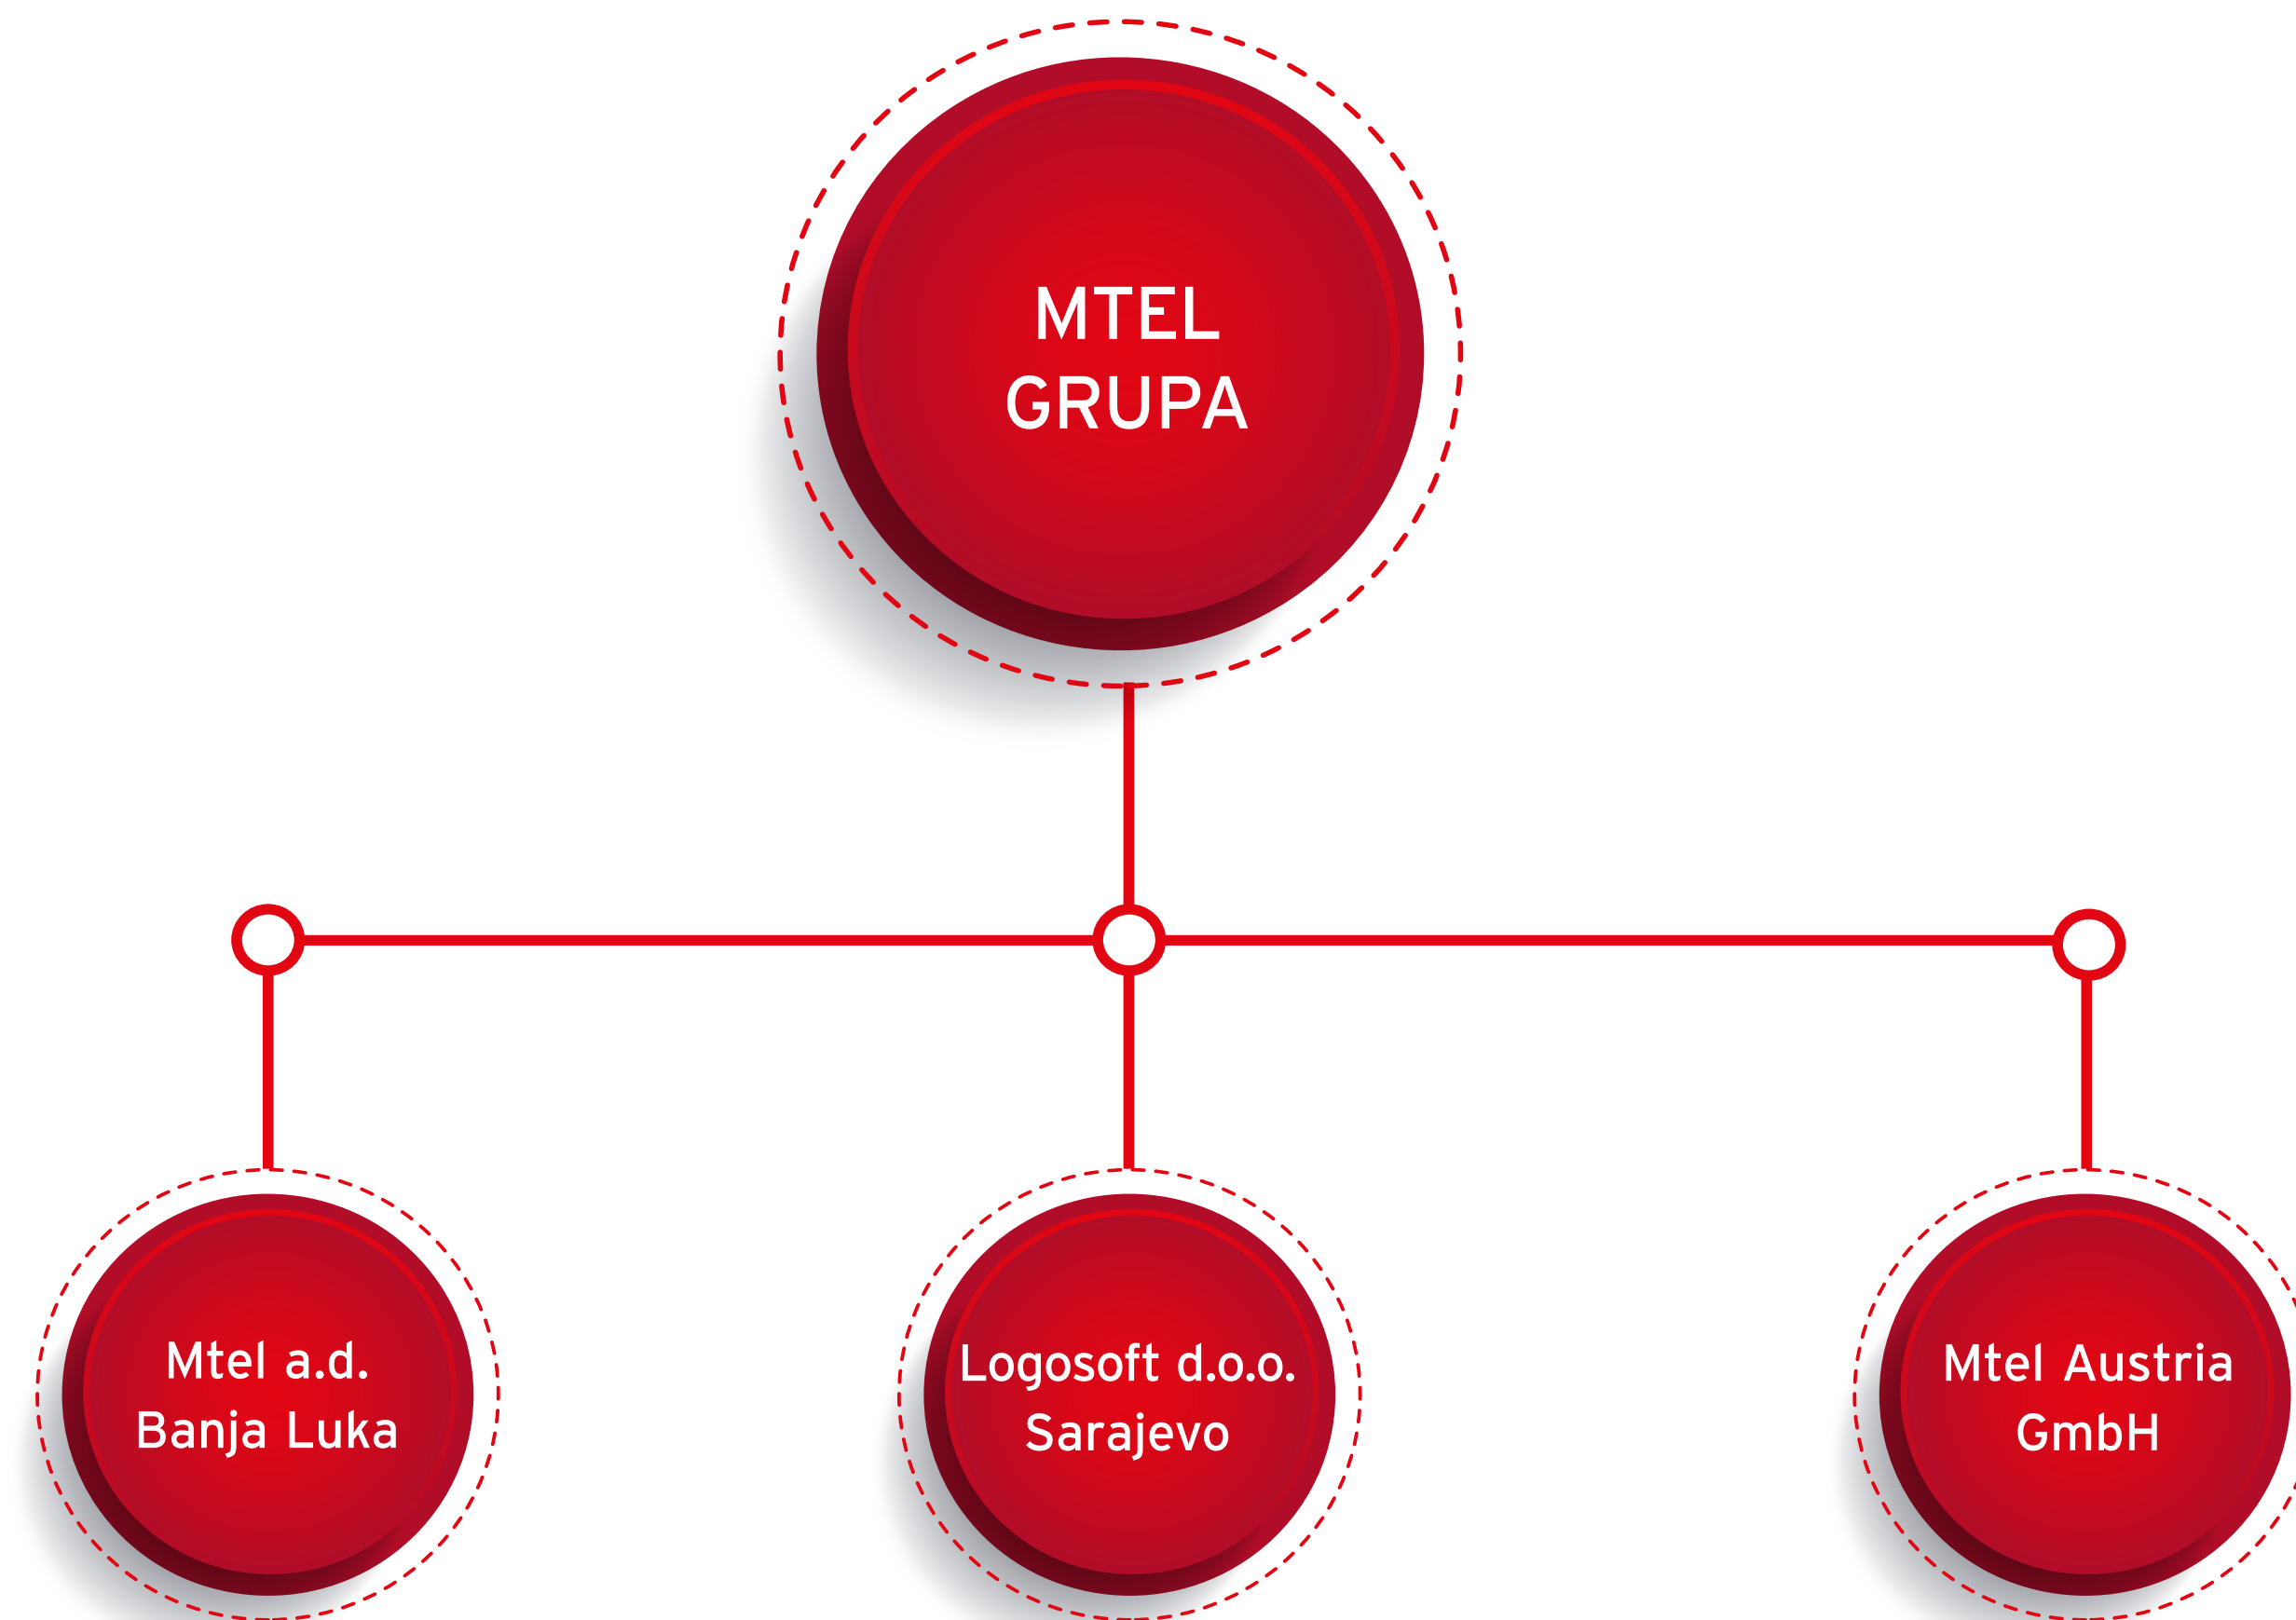 MTEL
GRUPA
Mtel a.d.
Banja Luka
Logosoft d.o.o.
Sarajevo
Mtel Austria
GmbH